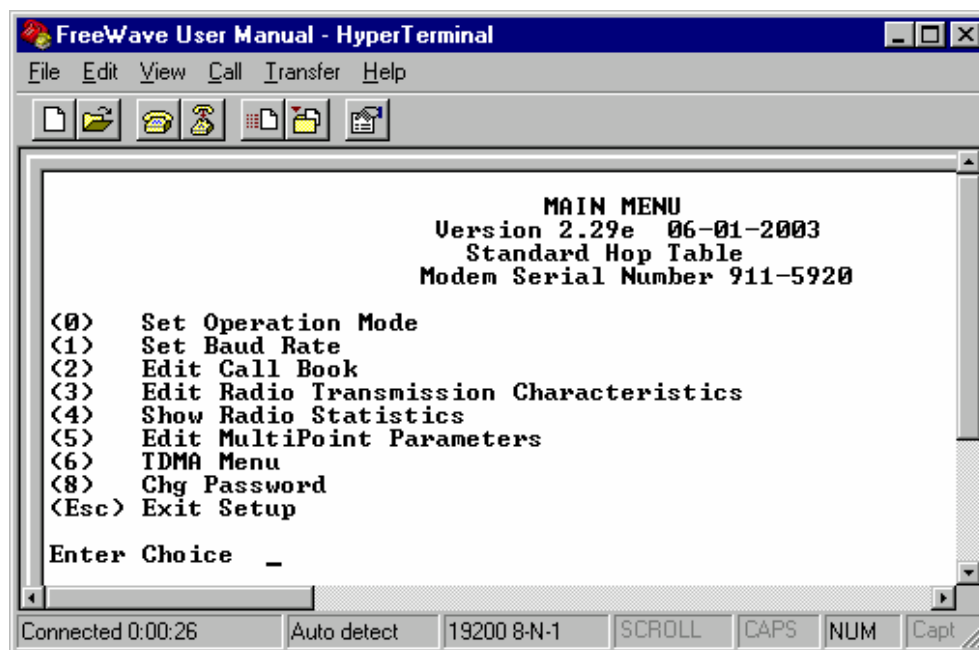 FreeWave User Manual - HyperTerminal
File Edit View Call Transfer Help
MAIN MENU
Version 2.29e 06-01-2003
Standard Hop Table
Modem Serial Number 911-5920
(0) Set Operation Mode
(1) Set Baud Rate
(2) Edit Call Book
(3) Edit Radio Transmission Characteristics
(4) Show Radio Statistics
(5) Edit MultiPoint Parameters
(6) TDMA Menu
(8) Chg Password
(Esc) Exit Setup
Enter Choice _
Connected 0:00:26 Auto detect 19200 8-N-1 SCROLL CAPS NUM Capt